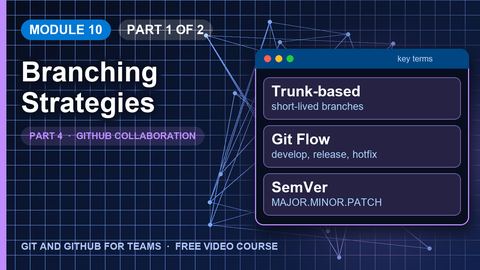 MODULE 10
PART 1 OF 2
Branching
Strategies
PART 4 · GITHUB COLLABORATION
key terms
Trunk-based
short-lived branches
Git Flow
develop, release, hotfix
SemVer
MAJOR.MINOR.PATCH
GIT AND GITHUB FOR TEAMS · FREE VIDEO COURSE